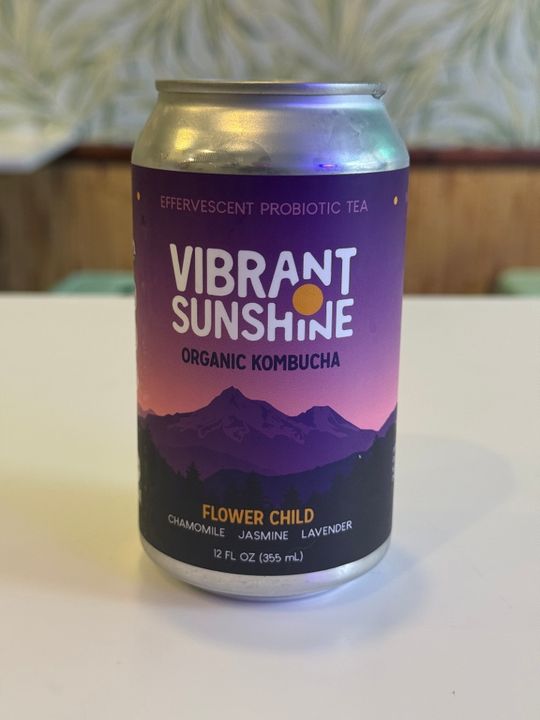 EFFERVESCENT PROBIOTIC TEA
VIBRANT
SUNSHINE
ORGANIC KOMBUCHA
FLOWER CHILD
CHAMOMILE JASMINE LAVENDER
12 FL OZ (355 mL)